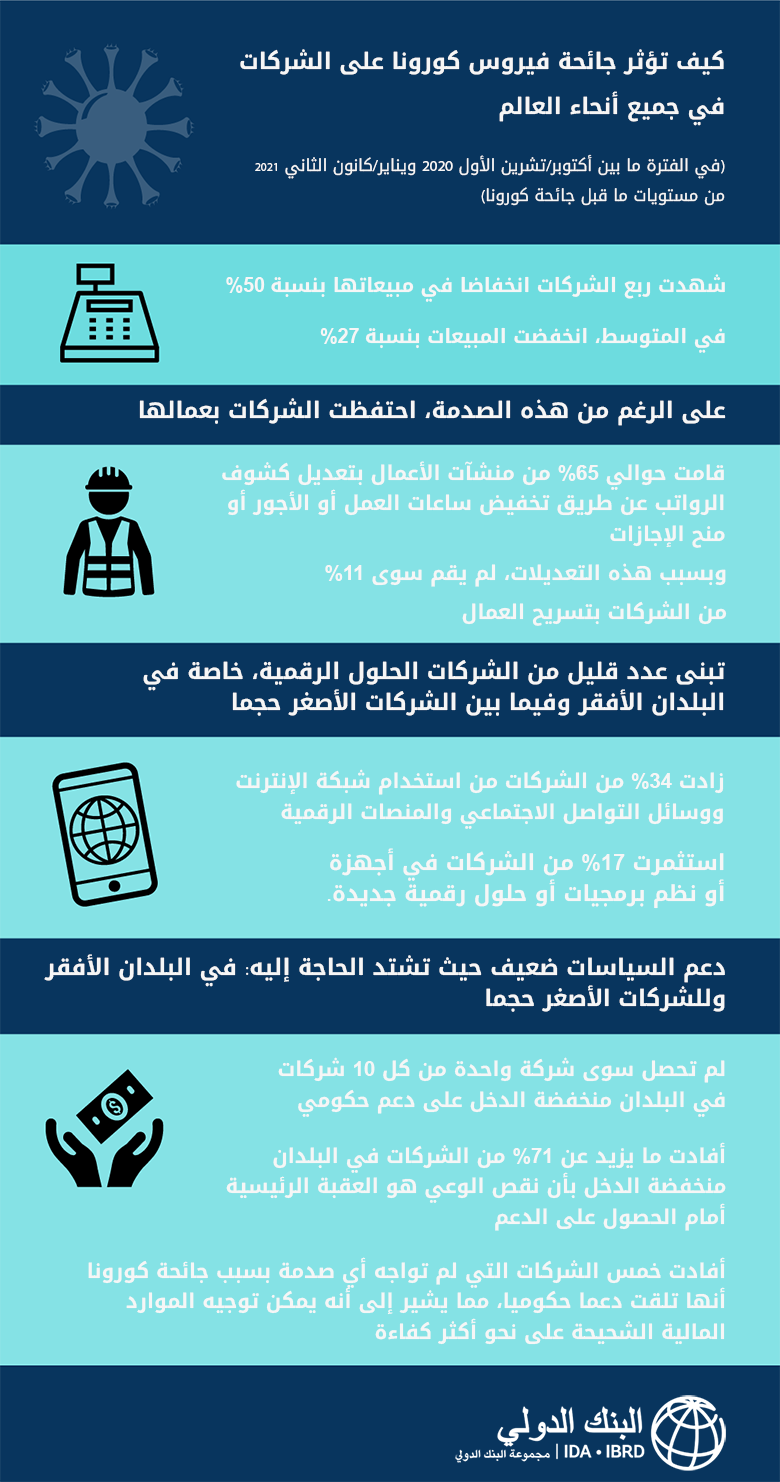 كيف تؤثر جائحة فيروس كورونا على الشركات
في جميع أنحاء العالم
(في الفترة ما بين أكتوبر/تشرين الأول 2020 ويناير/كانون الثاني 2021
من مستويات ما قبل جائحة كورونا)
شهدت ربع الشركات انخفاضا في مبيعاتها بنسبة 50%
في المتوسط، انخفضت المبيعات بنسبة 27%
على الرغم من هذه الصدمة، احتفظت الشركات بعمالها
قامت حوالي 65% من منشآت الأعمال بتعديل كشوف
الرواتب عن طريق تخفيض ساعات العمل أو الأجور أو
منح الإجازات
وبسبب هذه التعديلات، لم يقم سوى 11%
من الشركات بتسريح العمال
تبنى عدد قليل من الشركات الحلول الرقمية، خاصة في
البلدان الأفقر وفيما بين الشركات الأصغر حجما
زادت 34% من الشركات من استخدام شبكة الإنترنت
ووسائل التواصل الاجتماعي والمنصات الرقمية
استثمرت 17% من الشركات في أجهزة
أو نظم برمجيات أو حلول رقمية جديدة.
دعم السياسات ضعيف حيث تشتد الحاجة إليه: في البلدان الأفقر
وللشركات الأصغر حجما
لم تحصل سوى شركة واحدة من كل 10 شركات
في البلدان منخفضة الدخل على دعم حكومي
أفادت ما يزيد عن 71% من الشركات في البلدان
منخفضة الدخل بأن نقص الوعي هو العقبة الرئيسية
أمام الحصول على الدعم
أفادت خمس الشركات التي لم تواجه أي صدمة بسبب جائحة كورونا
أنها تلقت دعما حكوميا، مما يشير إلى أنه يمكن توجيه الموارد
المالية الشحيحة على نحو أكثر كفاءة
البنك الدولي
IDA • IBRD | مجموعة البنك الدولي